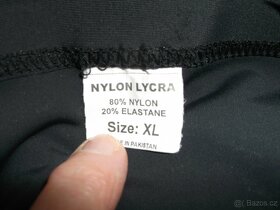 NYLON LYCRA
80% NYLON
20% ELASTANE
Size: XL
IN PAKISTAN
Bazos.cz